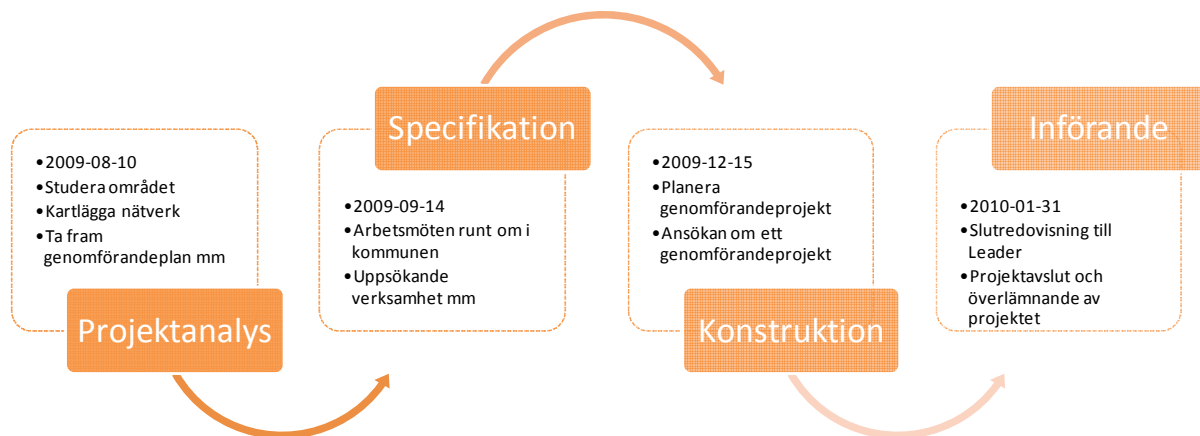 •2009-08-10
•Studera området
•Kartlägga nätverk
•Ta fram
genomförandeplan mm
Projektanalys
Specifikation
•2009-09-14
•Arbetsmöten runt om i
kommunen
•Uppsökande
verksamhet mm
•2009-12-15
•Planera
genomförandeprojekt
•Ansökan om ett
genomförandeprojekt
Konstruktion
Införande
•2010-01-31
•Slutredovisning till
Leader
•Projektavslut och
överlämnande av
projektet